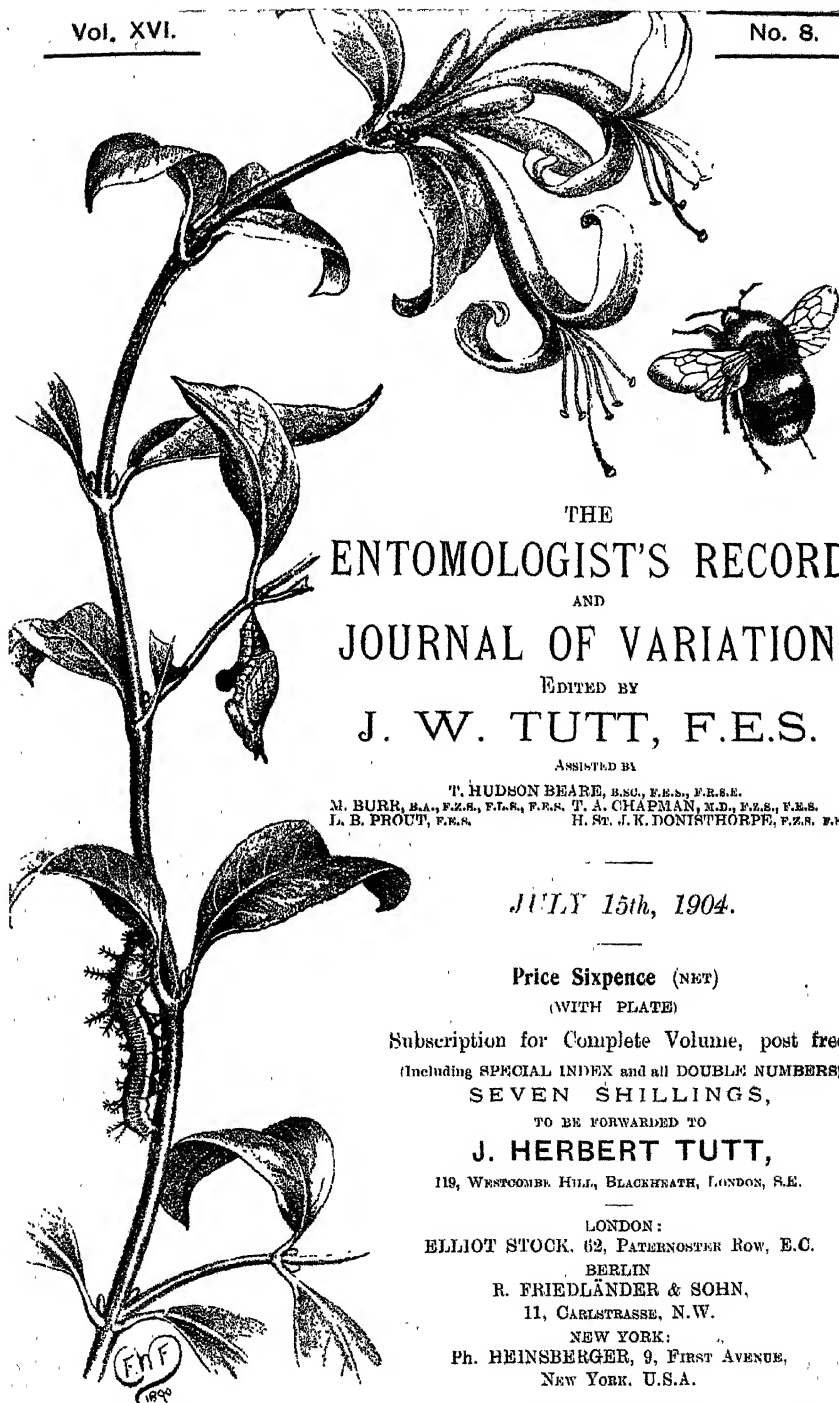 Vol. XVI.
No. 8.
THE
ENTOMOLOGIST'S RECORD
AND
JOURNAL OF VARIATION
EDITED BY
J. W. TUTT, F.E.S.
ASSISTED BY
T. HUDSON BEARE, B.SC., F.E.S., F.R.S.E.
M. BURR, B.A., F.Z.S., F.L.S., F.E.S. T. A. CHAPMAN, M.D., F.Z.S., F.E.S.
L. B. PROUT, F.E.S. H. ST. J. K. DONISTHORPE, F.Z.S.
JULY 15th, 1904.
Price Sixpence (NET)
(WITH PLATE)
Subscription for Complete Volume, post free
(Including SPECIAL INDEX and all DOUBLE NUMBERS
SEVEN SHILLINGS,
TO BE FORWARDED TO
J. HERBERT TUTT,
119, WESTCOMBE HILL, BLACKHEATH, LONDON, S.E.
LONDON:
ELLIOT STOCK, 62, PATERNOSTER ROW, E.C.
BERLIN
R. FRIEDLÄNDER & SOHN,
11, CARLSTRASSE, N.W.
NEW YORK:
Ph. HEINSBERGER, 9, FIRST AVENUE,
NEW YORK, U.S.A.
F.W.F
1890